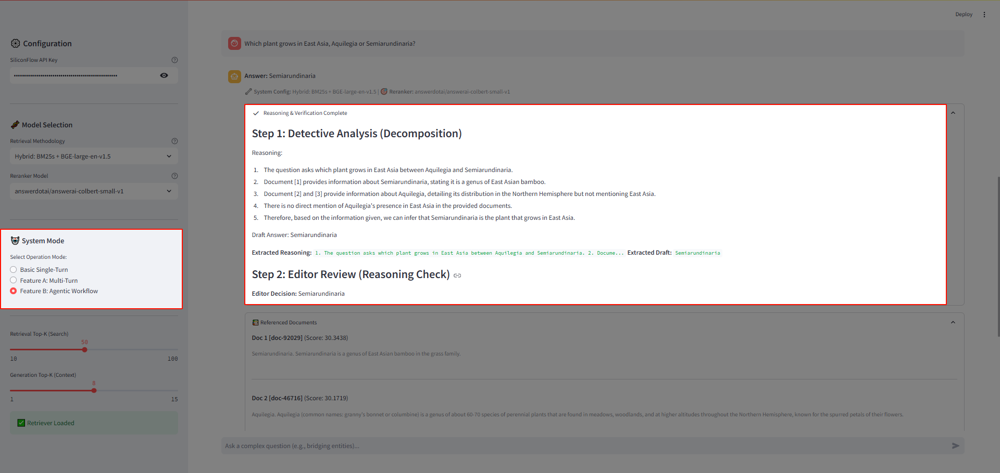 Deploy
Configuration
SiliconFlow API Key
••••••••••••••••••••••••••••••••••••••••••••••••••
Model Selection
Retrieval Methodology
Hybrid: BM25s + BGE-large-en-v1.5
Reranker Model
answerdotai/answerai-colbert-small-v1
System Mode
Select Operation Mode:
Basic Single-Turn
Feature A: Multi-Turn
Feature B: Agentic Workflow
Retrieval Top-K (Search)
50
10 100
Generation Top-K (Context)
8
1 15
Retriever Loaded
Which plant grows in East Asia, Aquilegia or Semiarundinaria?
Answer: Semiarundinaria
System Config: Hybrid: BM25s + BGE-large-en-v1.5 | Reranker: answerdotai/answerai-colbert-small-v1
Reasoning & Verification Complete
Step 1: Detective Analysis (Decomposition)
Reasoning:
1. The question asks which plant grows in East Asia between Aquilegia and Semiarundinaria.
2. Document [1] provides information about Semiarundinaria, stating it is a genus of East Asian bamboo.
3. Document [2] and [3] provide information about Aquilegia, detailing its distribution in the Northern Hemisphere but not mentioning East Asia.
4. There is no direct mention of Aquilegia's presence in East Asia in the provided documents.
5. Therefore, based on the information given, we can infer that Semiarundinaria is the plant that grows in East Asia.
Draft Answer: Semiarundinaria
Extracted Reasoning: 1. The question asks which plant grows in East Asia between Aquilegia and Semiarundinaria. 2. Docume... Extracted Draft: Semiarundinaria
Step 2: Editor Review (Reasoning Check)
Editor Decision: Semiarundinaria
Referenced Documents
Doc 1 [doc-92029] (Score: 30.3438)
Semiarundinaria. Semiarundinaria is a genus of East Asian bamboo in the grass family.
Doc 2 [doc-46716] (Score: 30.1719)
Aquilegia. Aquilegia (common names: granny's bonnet or columbine) is a genus of about 60-70 species of perennial plants that are found in meadows, woodlands, and at higher altitudes throughout the Northern Hemisphere, known for the spurred petals of their flowers.
Ask a complex question (e.g., bridging entities)...